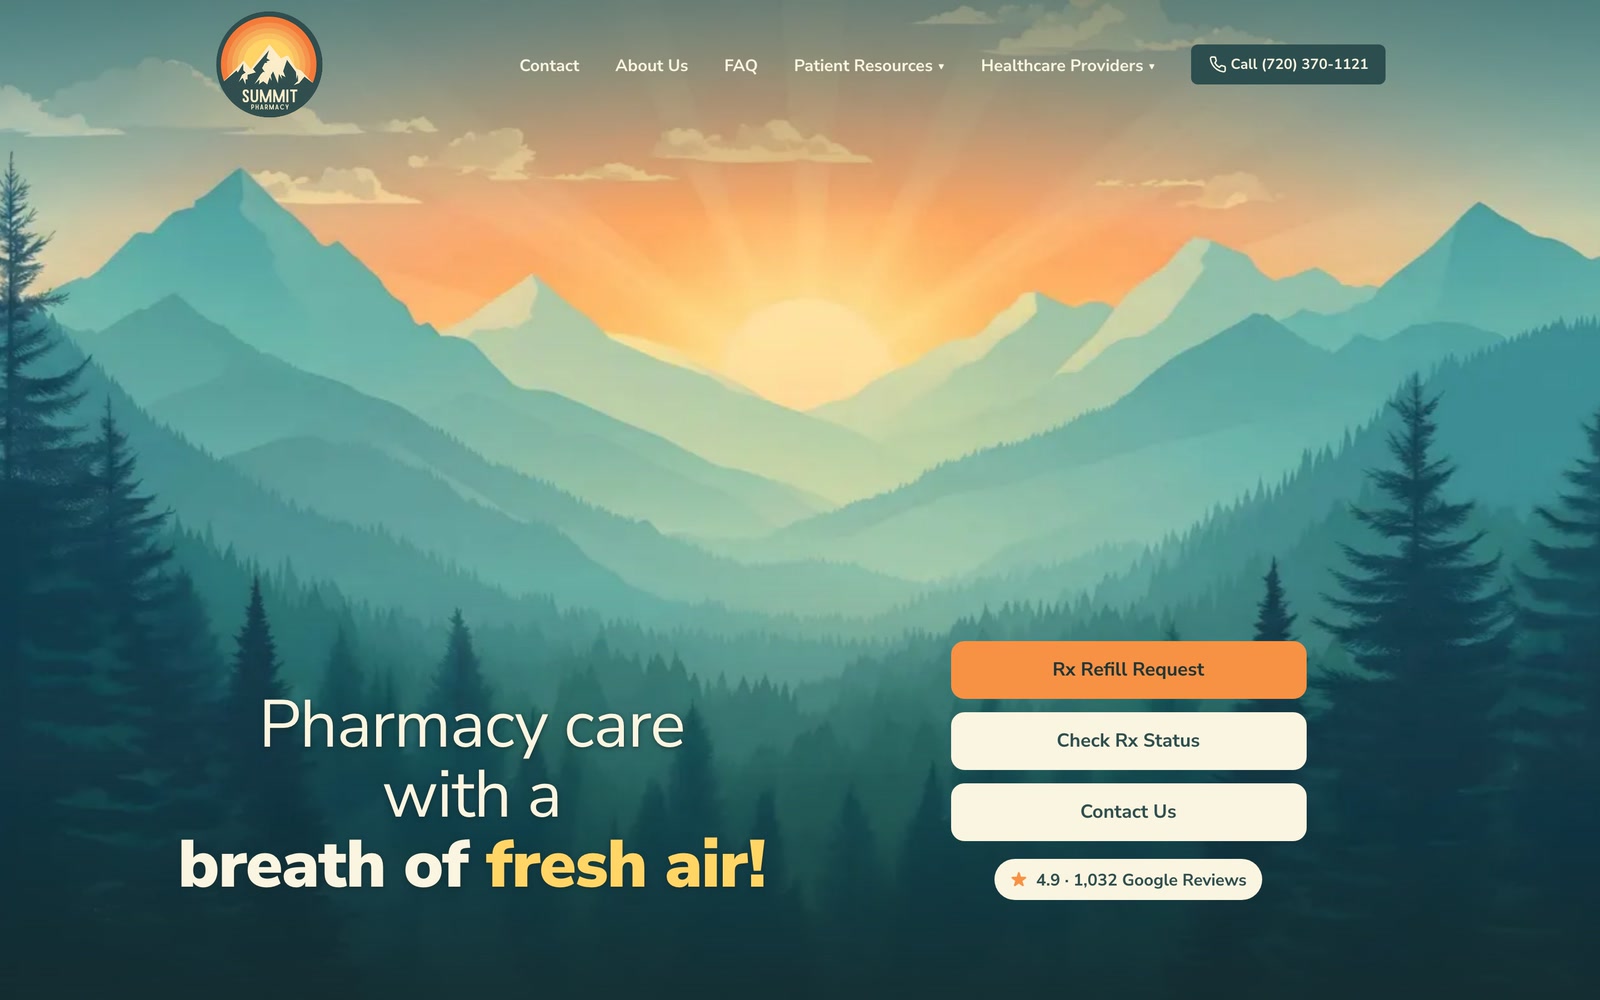 SUMMIT
PHARMACY
Contact
About Us
FAQ
Patient Resources ▾
Healthcare Providers ▾
Call (720) 370-1121
Pharmacy care
with a
breath of fresh air!
Rx Refill Request
Check Rx Status
Contact Us
4.9 · 1,032 Google Reviews